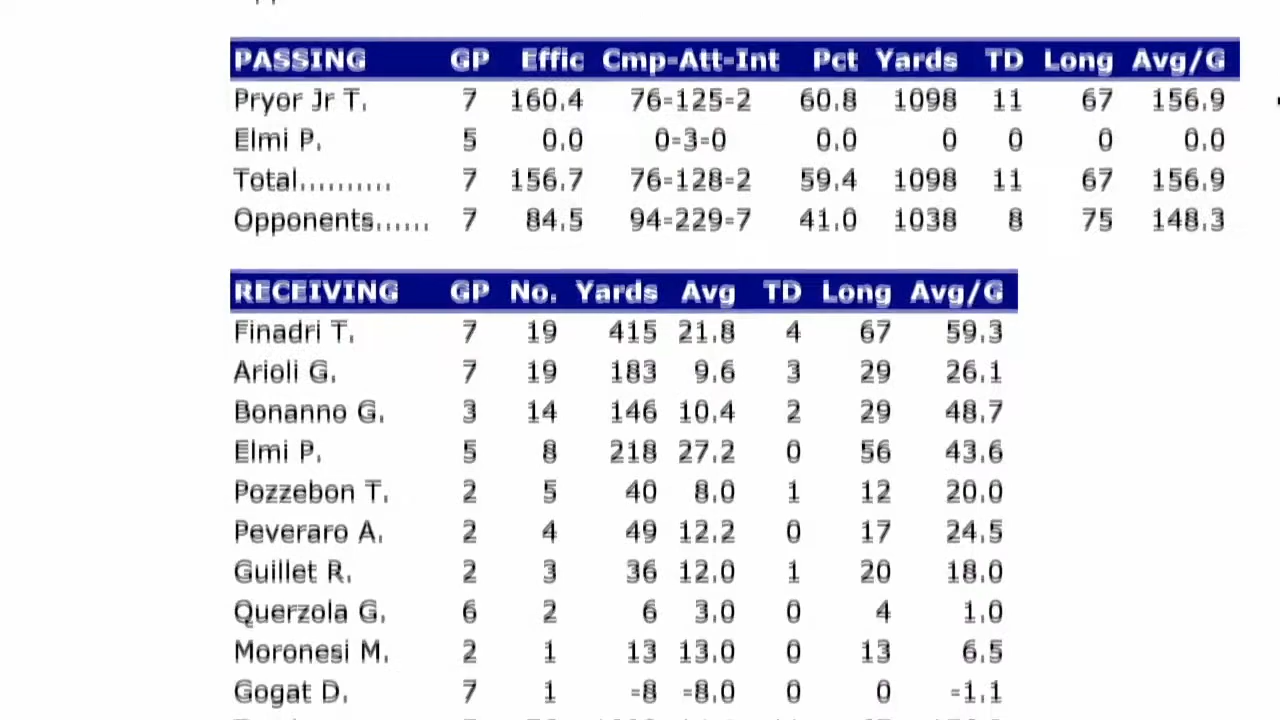 PASSING GP Effic Cmp-Att-Int Pct Yards TD Long Avg/G
Pryor Jr T. 7 160.4 76-125-2 60.8 1098 11 67 156.9
Elmi P. 5 0.0 0-3-0 0.0 0 0 0 0.0
Total.......... 7 156.7 76-128-2 59.4 1098 11 67 156.9
Opponents...... 7 84.5 94-229-7 41.0 1038 8 75 148.3
RECEIVING GP No. Yards Avg TD Long Avg/G
Finadri T. 7 19 415 21.8 4 67 59.3
Arioli G. 7 19 183 9.6 3 29 26.1
Bonanno G. 3 14 146 10.4 2 29 48.7
Elmi P. 5 8 218 27.2 0 56 43.6
Pozzebon T. 2 5 40 8.0 1 12 20.0
Peveraro A. 2 4 49 12.2 0 17 24.5
Guillet R. 2 3 36 12.0 1 20 18.0
Querzola G. 6 2 6 3.0 0 4 1.0
Moronesi M. 2 1 13 13.0 0 13 6.5
Gogat D. 7 1 -8 -8.0 0 0 -1.1